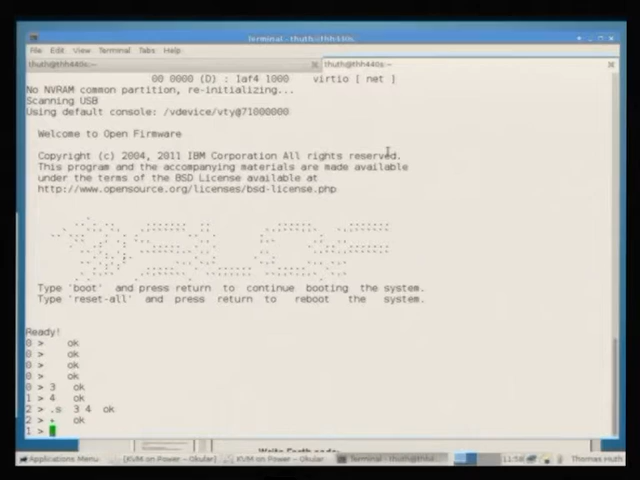 Terminal - thuth@thh440s:~
File Edit View Terminal Tabs Help
thuth@thh440s:~ thuth@thh440s:~
00 0000 (D) : 1af4 1000 virtio [ net ]
No NVRAM common partition, re-initializing...
Scanning USB
Using default console: /vdevice/vty@71000000
Welcome to Open Firmware
Copyright (c) 2004, 2011 IBM Corporation All rights reserved.
This program and the accompanying materials are made available
under the terms of the BSD License available at
http://www.opensource.org/licenses/bsd-license.php
Type 'boot' and press return to continue booting the system.
Type 'reset-all' and press return to reboot the system.
Ready!
0 > ok
0 > ok
0 > ok
0 > ok
0 > 3 ok
1 > 4 ok
2 > .s 3 4 ok
2 > + ok
1 >
Applications Menu [KVM on Power - Okular] KVM on Power - Okular Terminal - thuth@thh4... 11:58 Thomas Huth